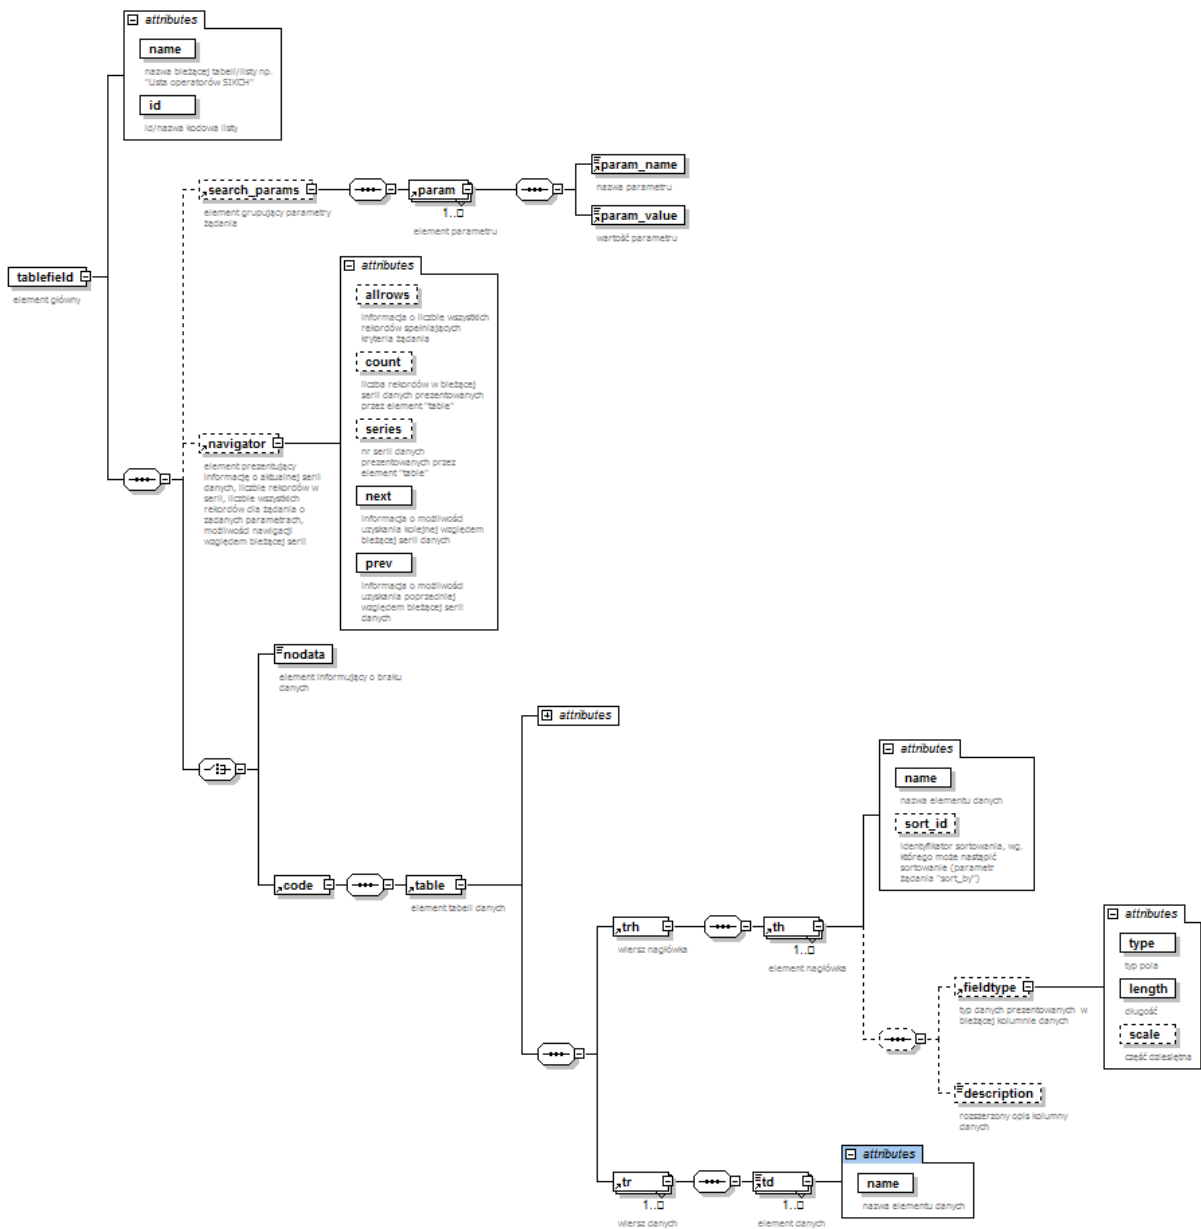 attributes
name
nazwa bieżącej tabeli/listy np.
"Lista operatorów SIKCH"
id
id/nazwa kodowa listy
search_params
element grupujący parametry
żądania
param
1..
element parametru
param_name
nazwa parametru
param_value
wartość parametru
tablefield
element główny
attributes
allrows
informacja o liczbie wszystkich
rekordów spełniających
kryteria żądania
count
liczba rekordów w bieżącej
serii danych prezentowanych
przez element "table"
series
nr serii danych
prezentowanych przez
element "table"
next
informacja o możliwości
uzyskania kolejnej względem
bieżącej serii danych
prev
informacja o możliwości
uzyskania poprzedniej
względem bieżącej serii
danych
navigator
element prezentujący
informację o aktualnej serii
danych, liczbie rekordów w
serii, liczbie wszystkich
rekordów dla żądania o
zadanych parametrach,
możliwości nawigacji
względem bieżącej serii
nodata
element informujący o braku
danych
code
table
element tabeli danych
attributes
trh
wiersz nagłówka
th
1..
element nagłówka
attributes
name
nazwa elementu danych
sort_id
identyfikator sortowania, wg.
którego może nastąpić
sortowanie (parametr
żądania "sort_by")
fieldtype
typ danych prezentowanych w
bieżącej kolumnie danych
attributes
type
typ pola
length
długość
scale
część dziesiętna
description
rozszerzony opis kolumny
danych
tr
1..
wiersz danych
td
1..
element danych
attributes
name
nazwa elementu danych